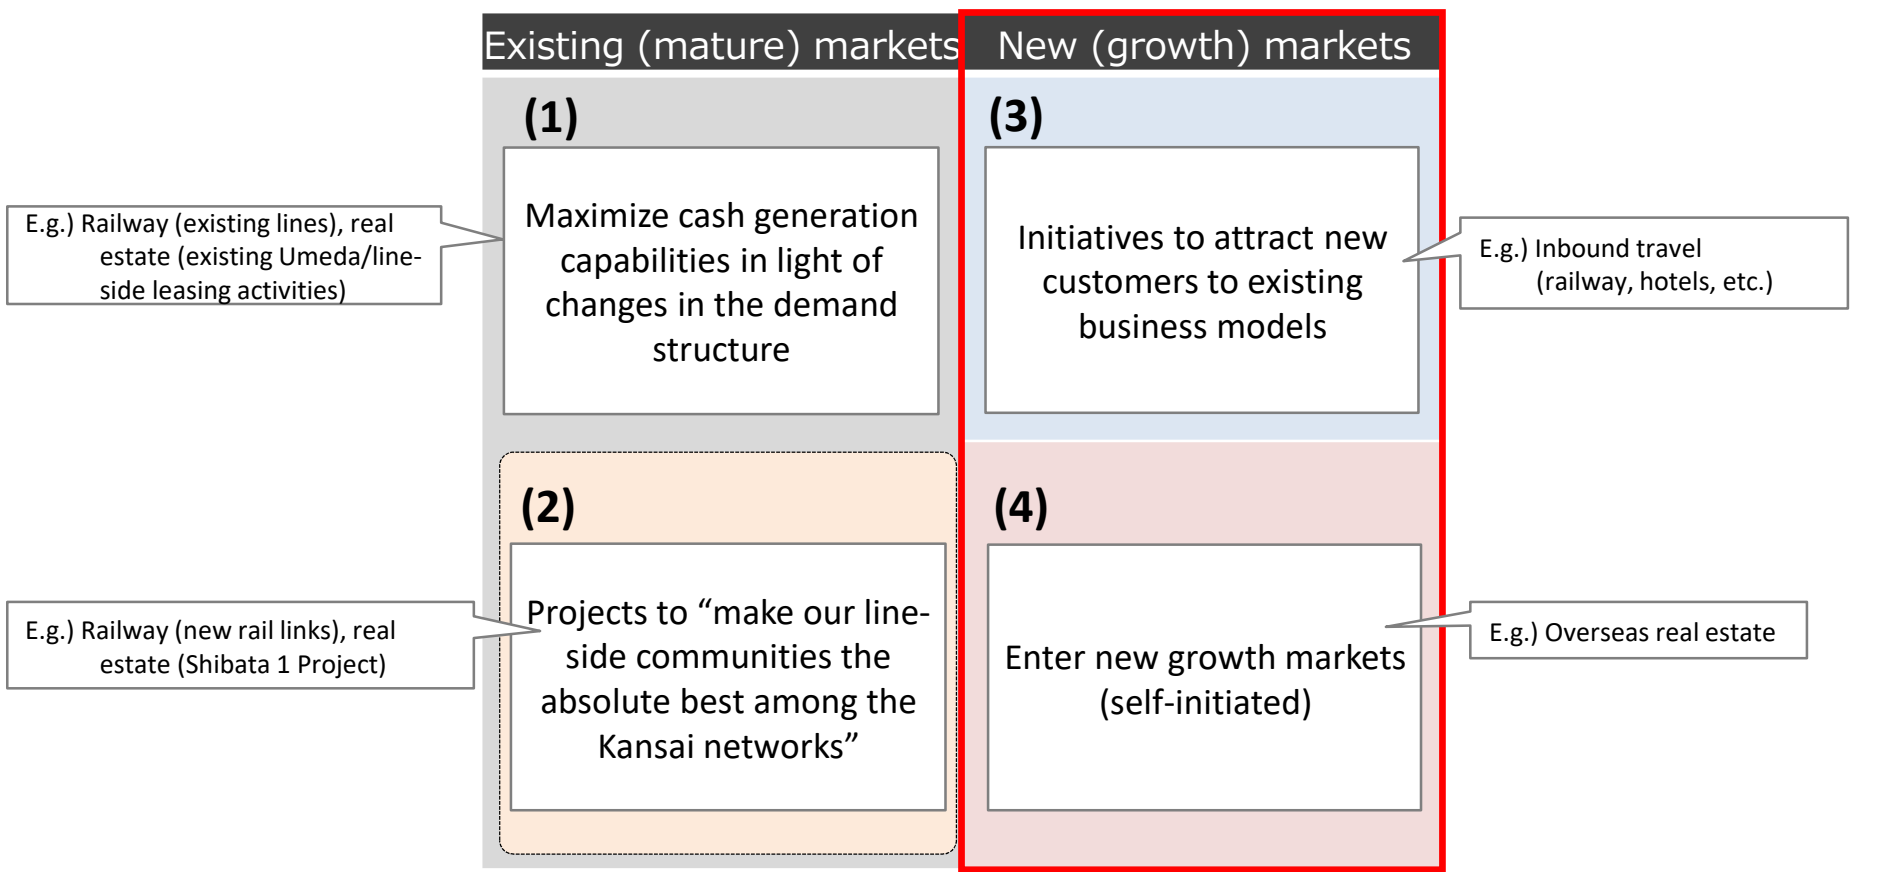 Existing (mature) markets
New (growth) markets
(1)
Maximize cash generation
capabilities in light of
changes in the demand
structure
E.g.) Railway (existing lines), real
estate (existing Umeda/line-
side leasing activities)
(3)
Initiatives to attract new
customers to existing
business models
E.g.) Inbound travel
(railway, hotels, etc.)
(2)
Projects to “make our line-
side communities the
absolute best among the
Kansai networks”
E.g.) Railway (new rail links), real
estate (Shibata 1 Project)
(4)
Enter new growth markets
(self-initiated)
E.g.) Overseas real estate